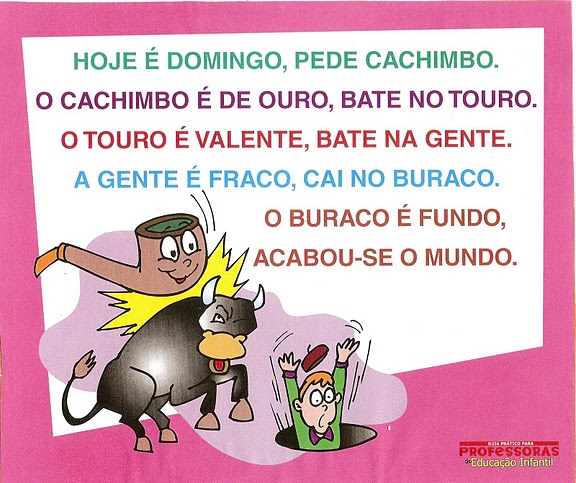 HOJE É DOMINGO, PEDE CACHIMBO.
O CACHIMBO É DE OURO, BATE NO TOURO.
O TOURO É VALENTE, BATE NA GENTE.
A GENTE É FRACO, CAI NO BURACO.
O BURACO É FUNDO,
ACABOU-SE O MUNDO.
GUIA PRÁTICO PARA
PROFESSORAS
de Educação Infantil